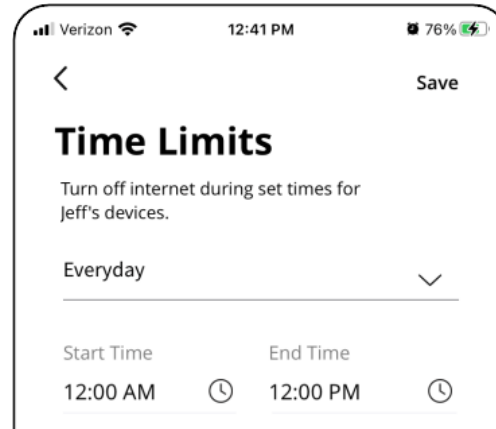 Verizon 12:41 PM 76%
Save
Time Limits
Turn off internet during set times for
Jeff's devices.
Everyday
Start Time End Time
12:00 AM 12:00 PM